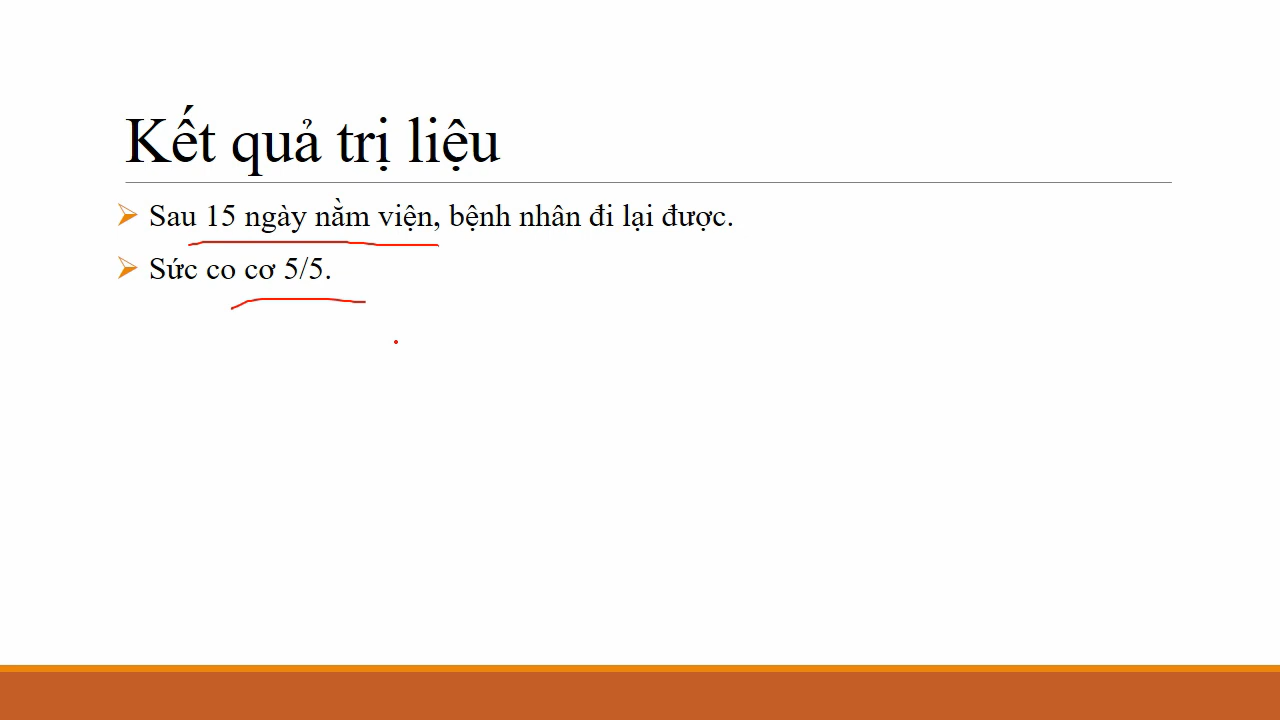 Kết quả trị liệu
Sau 15 ngày nằm viện, bệnh nhân đi lại được.
Sức co cơ 5/5.